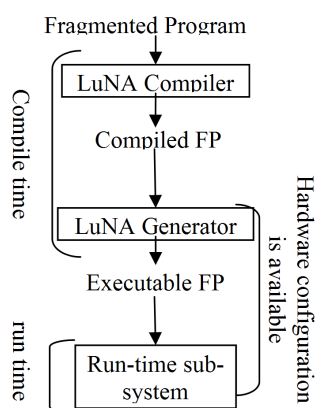 Fragmented Program
LuNA Compiler
Compiled FP
LuNA Generator
Executable FP
Run-time sub-
system
Compile time
run time
Hardware configuration
is available